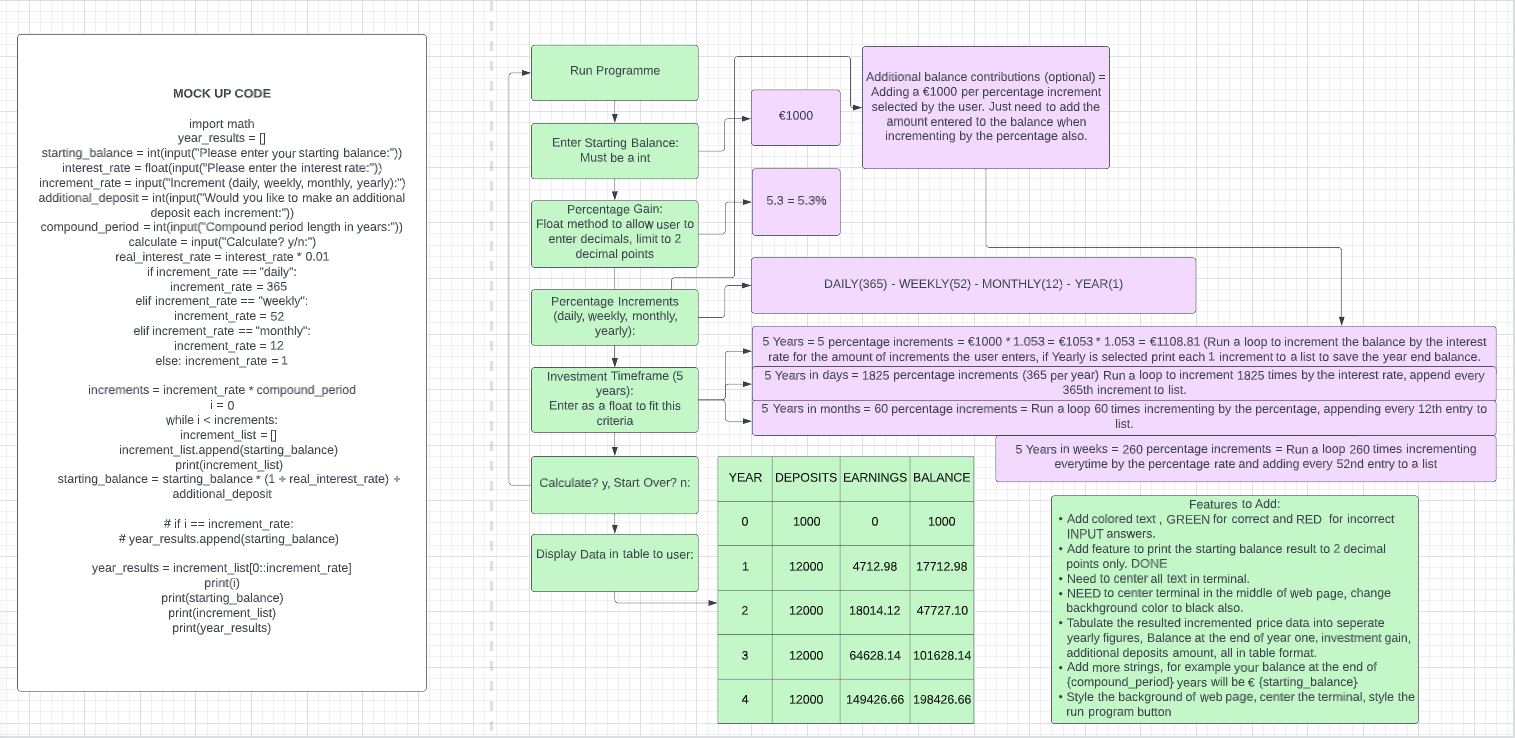 MOCK UP CODE
import math
year_results = []
starting_balance = int(input("Please enter your starting balance:"))
interest_rate = float(input("Please enter the interest rate:"))
increment_rate = input("Increment (daily, weekly, monthly, yearly):")
additional_deposit = int(input("Would you like to make an additional
deposit each increment:"))
compound_period = int(input("Compound period length in years:"))
calculate = input("Calculate? y/n:")
real_interest_rate = interest_rate * 0.01
if increment_rate == "daily":
increment_rate = 365
elif increment_rate == "weekly":
increment_rate = 52
elif increment_rate == "monthly":
increment_rate = 12
else: increment_rate = 1
increments = increment_rate * compound_period
i = 0
while i < increments:
increment_list = []
increment_list.append(starting_balance)
print(increment_list)
starting_balance = starting_balance * (1 + real_interest_rate) +
additional_deposit
# if i == increment_rate:
# year_results.append(starting_balance)
year_results = increment_list[0::increment_rate]
print(i)
print(starting_balance)
print(increment_list)
print(year_results)
Run Programme
Enter Starting Balance:
Must be a int
Percentage Gain:
Float method to allow user to
enter decimals, limit to 2
decimal points
Percentage Increments
(daily, weekly, monthly,
yearly):
Investment Timeframe (5
years):
Enter as a float to fit this
criteria
Calculate? y, Start Over? n:
Display Data in table to user:
€1000
5.3 = 5.3%
Additional balance contributions (optional) =
Adding a €1000 per percentage increment
selected by the user. Just need to add the
amount entered to the balance when
incrementing by the percentage also.
DAILY(365) - WEEKLY(52) - MONTHLY(12) - YEAR(1)
5 Years = 5 percentage increments = €1000 * 1.053 = €1053 * 1.053 = €1108.81 (Run a loop to increment the balance by the interest
rate for the amount of increments the user enters, if Yearly is selected print each 1 increment to a list to save the year end balance.
5 Years in days = 1825 percentage increments (365 per year) Run a loop to increment 1825 times by the interest rate, append every
365th increment to list.
5 Years in months = 60 percentage increments = Run a loop 60 times incrementing by the percentage, appending every 12th entry to
list.
5 Years in weeks = 260 percentage increments = Run a loop 260 times incrementing
everytime by the percentage rate and adding every 52nd entry to a list
YEAR DEPOSITS EARNINGS BALANCE
0 1000 0 1000
1 12000 4712.98 17712.98
2 12000 18014.12 47727.10
3 12000 64628.14 101628.14
4 12000 149426.66 198426.66
Features to Add:
• Add colored text , GREEN for correct and RED for incorrect
INPUT answers.
• Add feature to print the starting balance result to 2 decimal
points only. DONE
• Need to center all text in terminal.
• NEED to center terminal in the middle of web page, change
backhground color to black also.
• Tabulate the resulted incremented price data into seperate
yearly figures, Balance at the end of year one, investment gain,
additional deposits amount, all in table format.
• Add more strings, for example your balance at the end of
{compound_period} years will be € {starting_balance}
• Style the background of web page, center the terminal, style the
run program button